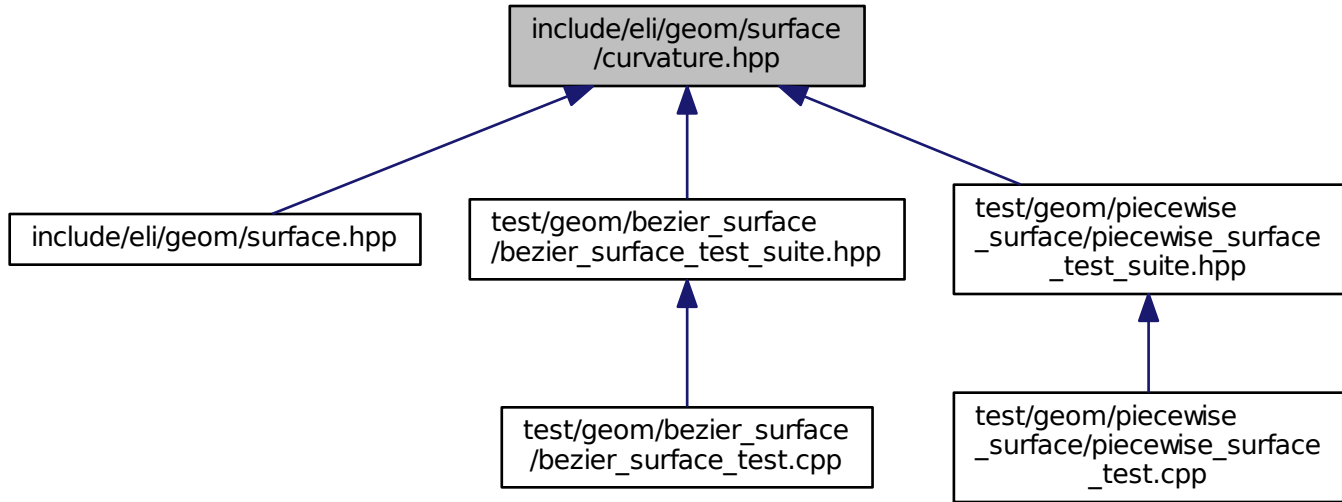 include/eli/geom/surface
/curvature.hpp
include/eli/geom/surface.hpp
test/geom/bezier_surface
/bezier_surface_test_suite.hpp
test/geom/piecewise
_surface/piecewise_surface
_test_suite.hpp
test/geom/bezier_surface
/bezier_surface_test.cpp
test/geom/piecewise
_surface/piecewise_surface
_test.cpp